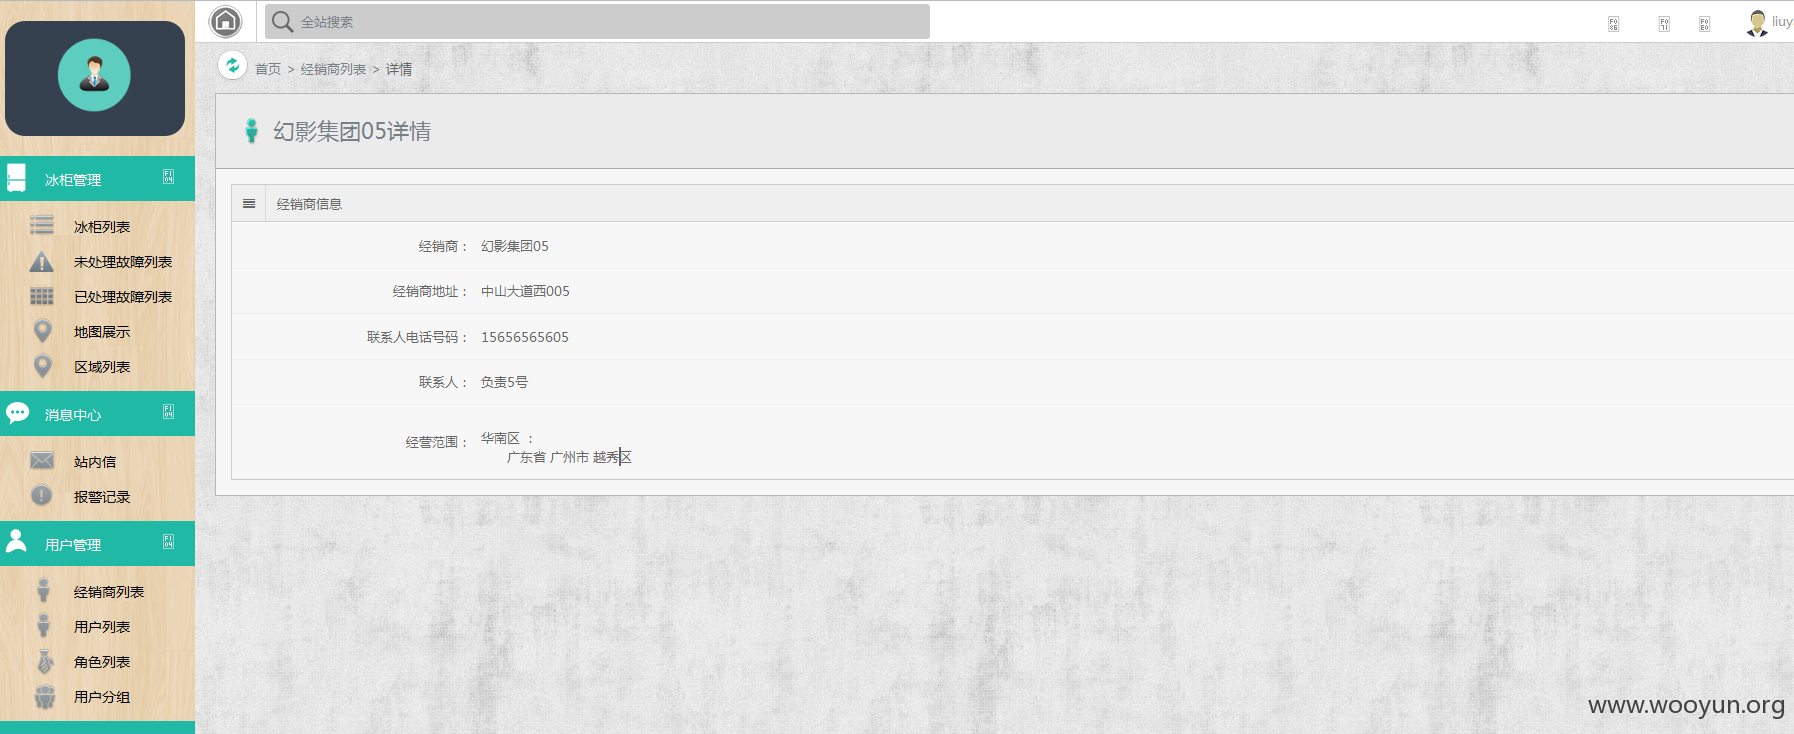 全站搜索
liuy
首页 > 经销商列表 > 详情
幻影集团05详情
经销商信息
经销商： 幻影集团05
经销商地址： 中山大道西005
联系人电话号码： 15656565605
联系人： 负责5号
经营范围： 华南区 ：
广东省 广州市 越秀区
冰柜管理
冰柜列表
未处理故障列表
已处理故障列表
地图展示
区域列表
消息中心
站内信
报警记录
用户管理
经销商列表
用户列表
角色列表
用户分组
www.wooyun.org